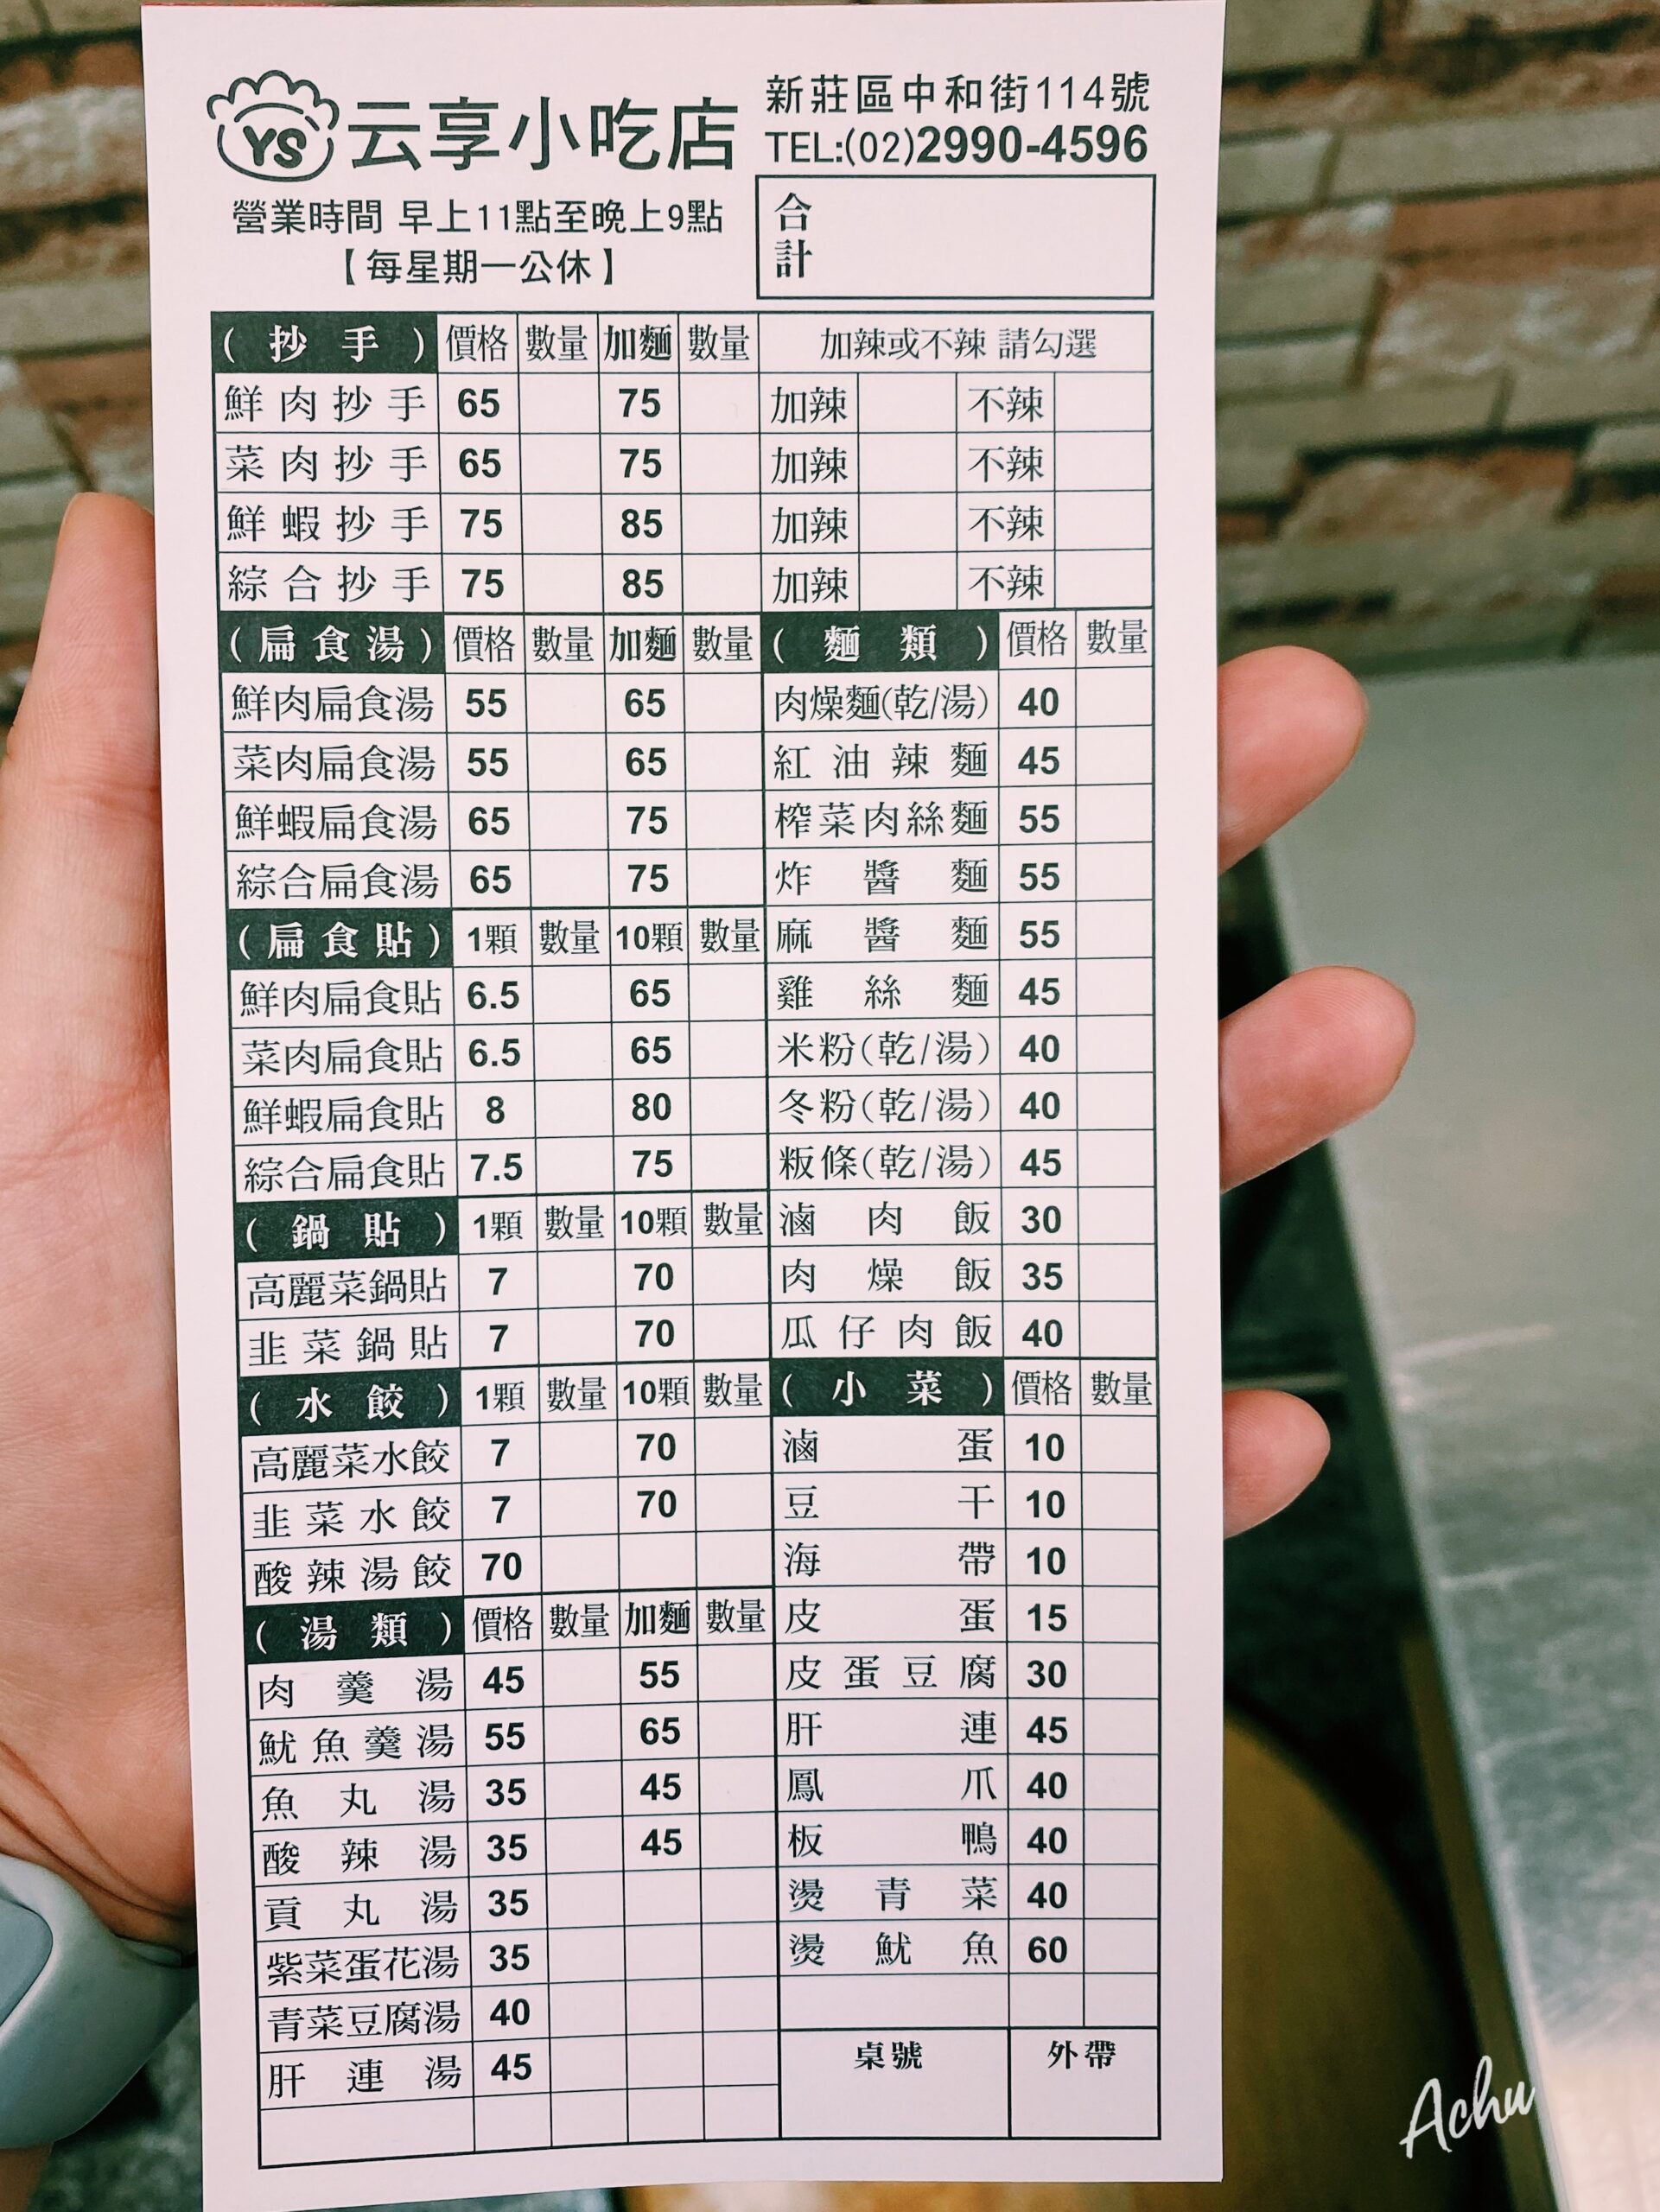 YS 云享小吃店
新莊區中和街114號
TEL:(02)2990-4596
營業時間 早上11點至晚上9點
【每星期一公休】
合計
(抄手) 價格 數量 加麵 數量 加辣或不辣 請勾選
鮮肉抄手 65 75 加辣 不辣
菜肉抄手 65 75 加辣 不辣
鮮蝦抄手 75 85 加辣 不辣
綜合抄手 75 85 加辣 不辣
(扁食湯) 價格 數量 加麵 數量
鮮肉扁食湯 55 65
菜肉扁食湯 55 65
鮮蝦扁食湯 65 75
綜合扁食湯 65 75
(扁食貼) 1顆 數量 10顆 數量
鮮肉扁食貼 6.5 65
菜肉扁食貼 6.5 65
鮮蝦扁食貼 8 80
綜合扁食貼 7.5 75
(鍋貼) 1顆 數量 10顆 數量
高麗菜鍋貼 7 70
韭菜鍋貼 7 70
(水餃) 1顆 數量 10顆 數量
高麗菜水餃 7 70
韭菜水餃 7 70
酸辣湯餃 70
(湯類) 價格 數量 加麵 數量
肉羹湯 45 55
魷魚羹湯 55 65
魚丸湯 35 45
酸辣湯 35 45
貢丸湯 35
紫菜蛋花湯 35
青菜豆腐湯 40
肝連湯 45
(麵類) 價格 數量
肉燥麵(乾/湯) 40
紅油辣麵 45
榨菜肉絲麵 55
炸醬麵 55
麻醬麵 55
雞絲麵 45
米粉(乾/湯) 40
冬粉(乾/湯) 40
粄條(乾/湯) 45
滷肉飯 30
肉燥飯 35
瓜仔肉飯 40
(小菜) 價格 數量
滷蛋 10
豆干 10
海帶 10
皮蛋 15
皮蛋豆腐 30
肝連 45
鳳爪 40
板鴨 40
燙青菜 40
燙魷魚 60
桌號 外帶
Achu